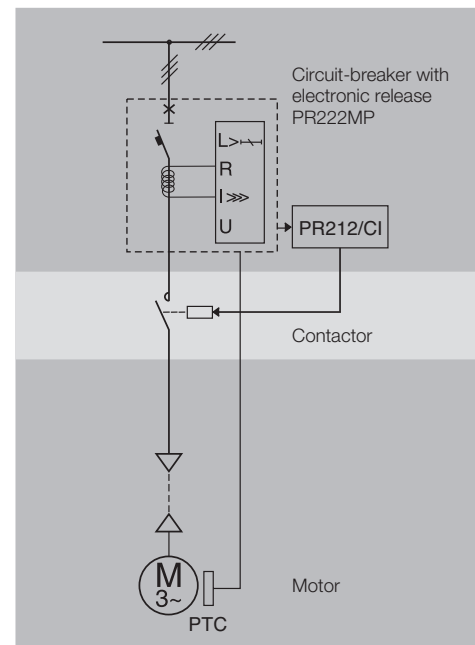 Circuit-breaker with
electronic release
PR222MP
L>
R
I>>>
U
PR212/CI
Contactor
M
3~
PTC
Motor